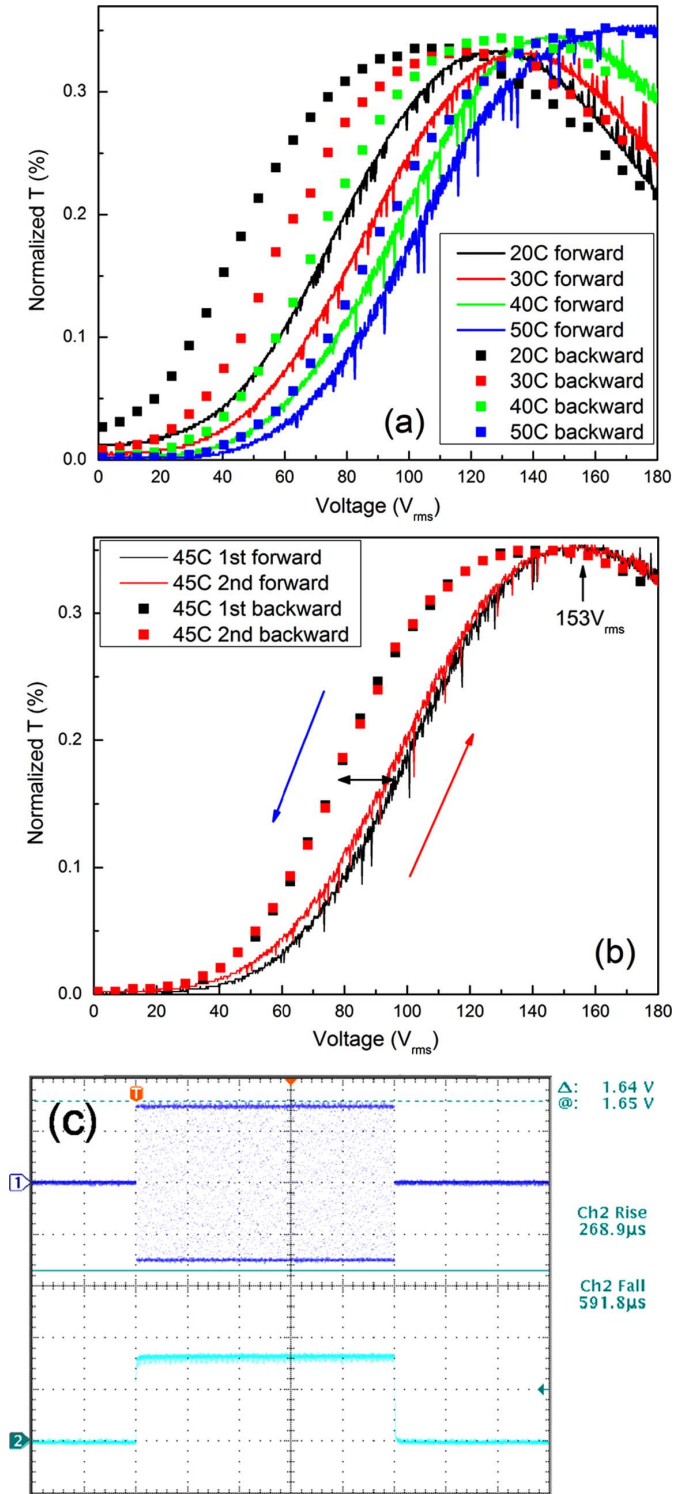 Normalized T (%)
0.3
0.2
0.1
0.0
20C forward
30C forward
40C forward
50C forward
20C backward
30C backward
40C backward
50C backward
(a)
0 20 40 60 80 100 120 140 160 180
Voltage (Vrms)
Normalized T (%)
0.3
0.2
0.1
0.0
45C 1st forward
45C 2nd forward
45C 1st backward
45C 2nd backward
153Vrms
(b)
0 20 40 60 80 100 120 140 160 180
Voltage (Vrms)
(c)
T
Δ: 1.64 V
@: 1.65 V
1
Ch2 Rise
268.9µs
Ch2 Fall
591.8µs
2